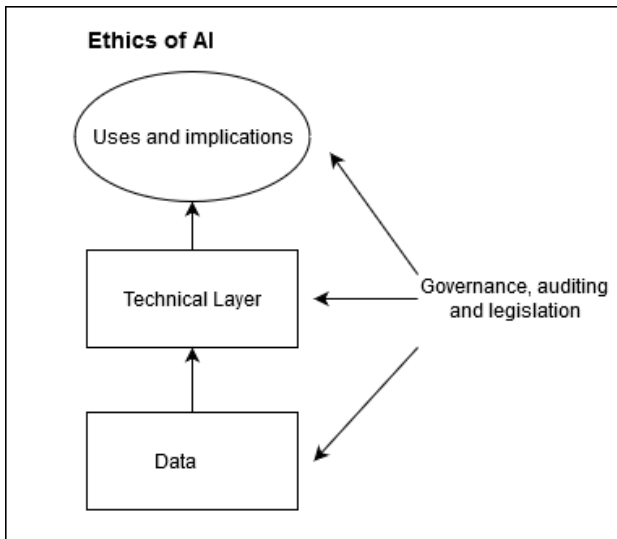 Ethics of AI
Uses and implications
Technical Layer
Governance, auditing
and legislation
Data